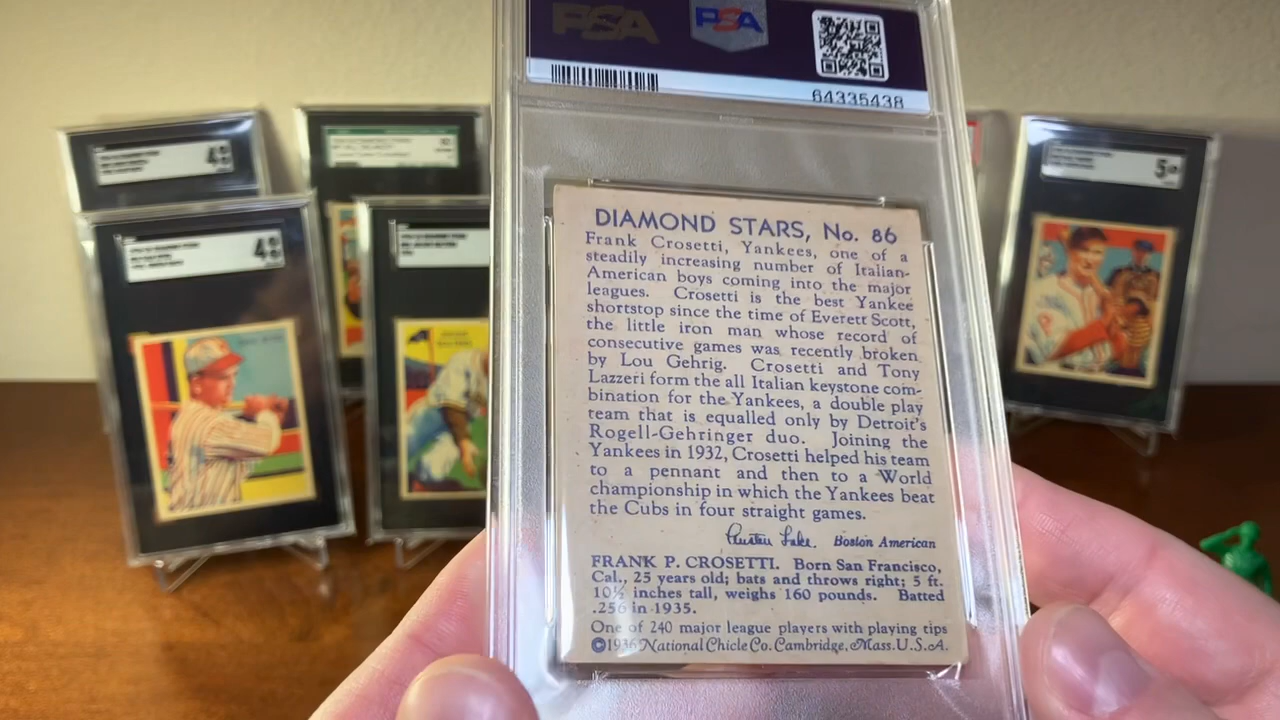 PSA
PSA
64335438
4
4
5
DIAMOND STARS, No. 86
Frank Crosetti, Yankees, one of a
steadily increasing number of Italian-
American boys coming into the major
leagues. Crosetti is the best Yankee
shortstop since the time of Everett Scott,
the little iron man whose record of
consecutive games was recently broken
by Lou Gehrig. Crosetti and Tony
Lazzeri form the all Italian keystone com-
bination for the Yankees, a double play
team that is equalled only by Detroit's
Rogell-Gehringer duo. Joining the
Yankees in 1932, Crosetti helped his team
to a pennant and then to a World
championship in which the Yankees beat
the Cubs in four straight games.
Austen Lake. Boston American
FRANK P. CROSETTI. Born San Francisco,
Cal., 25 years old; bats and throws right; 5 ft.
10½ inches tall, weighs 160 pounds. Batted
.256 in 1935.
One of 240 major league players with playing tips
©1936 National Chicle Co. Cambridge, Mass. U.S.A.